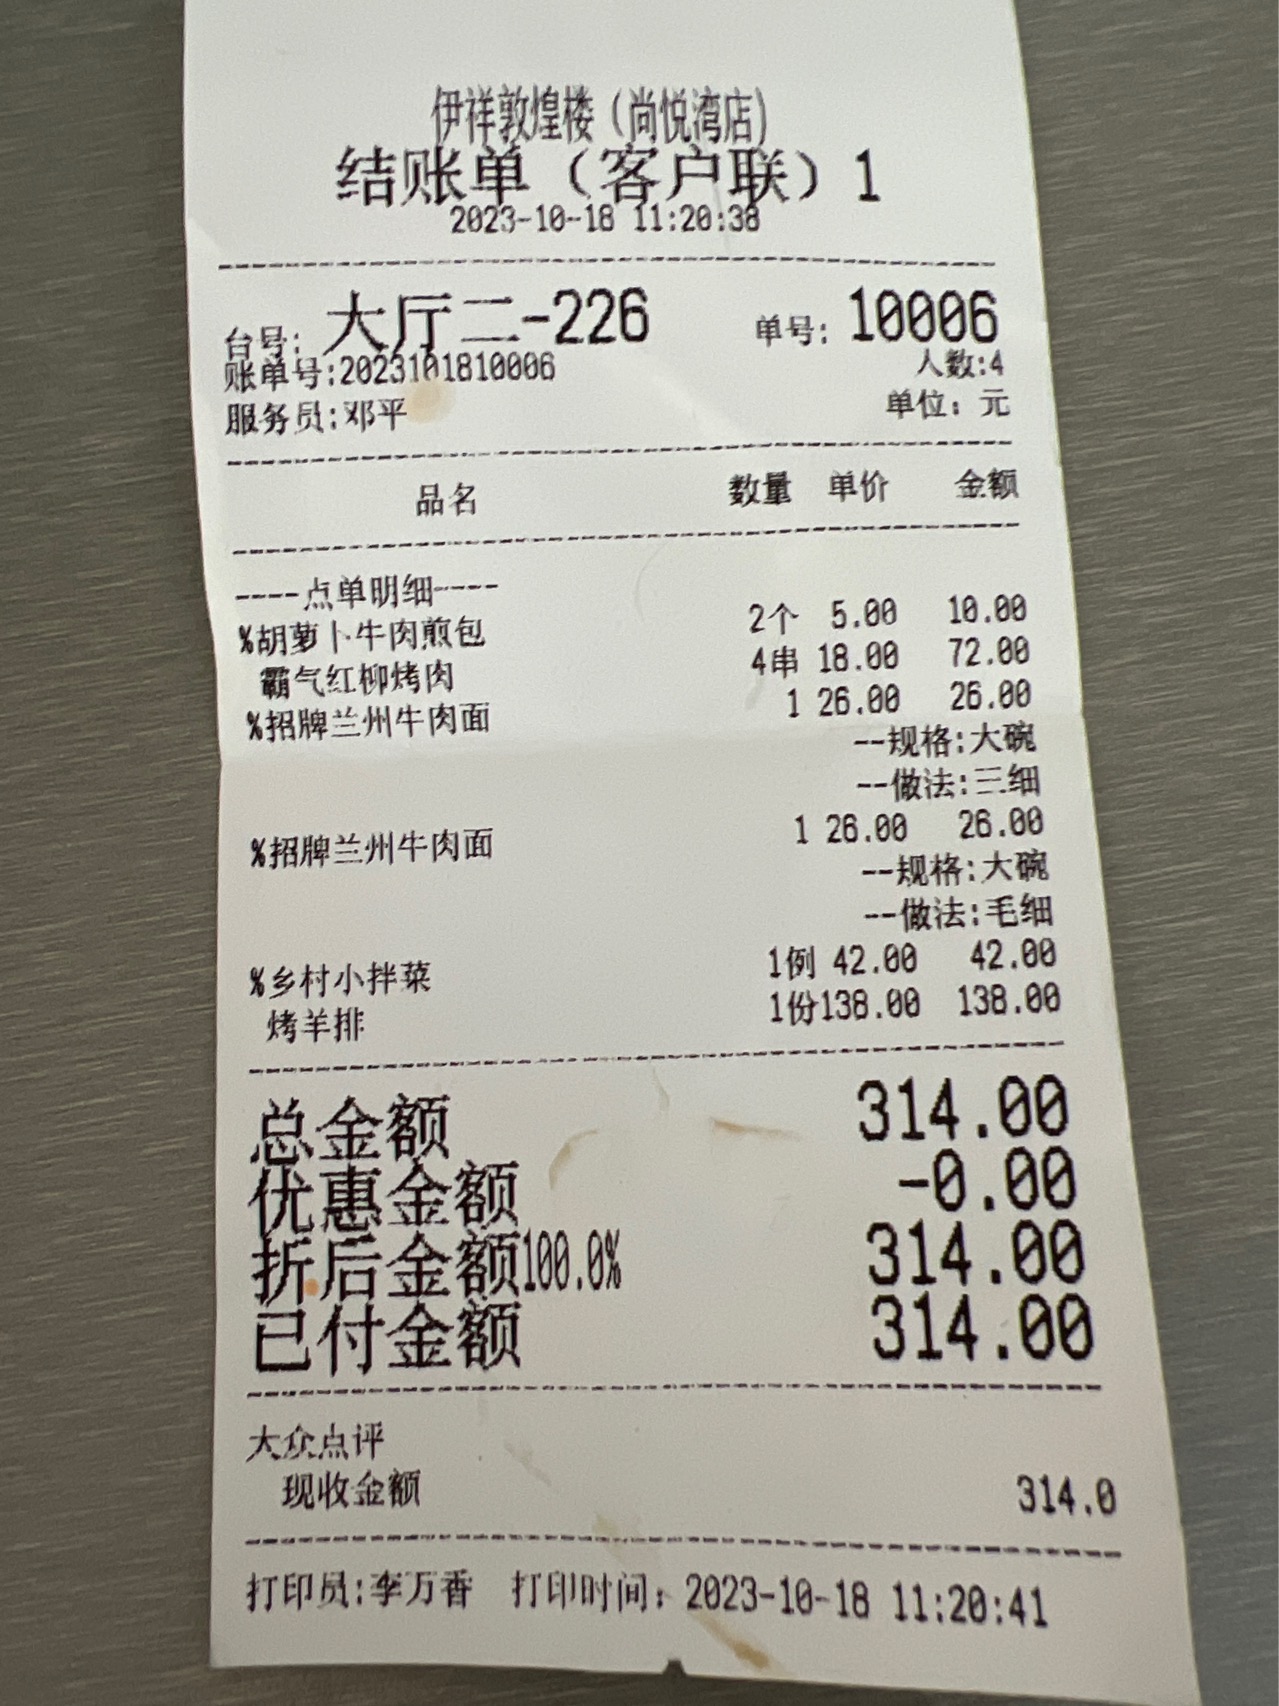 伊祥敦煌楼（尚悦湾店）
结账单（客户联）1
2023-10-18 11:20:38
台号: 大厅二-226 单号: 10006
账单号:2023101810006 人数:4
服务员:邓平 单位: 元
品名 数量 单价 金额
----点单明细----
%胡萝卜牛肉煎包 2个 5.00 10.00
霸气红柳烤肉 4串 18.00 72.00
%招牌兰州牛肉面 1 26.00 26.00
--规格:大碗
--做法:三细
%招牌兰州牛肉面 1 26.00 26.00
--规格:大碗
--做法:毛细
%乡村小拌菜 1例 42.00 42.00
烤羊排 1份138.00 138.00
总金额 314.00
优惠金额 -0.00
折后金额100.0% 314.00
已付金额 314.00
大众点评
现收金额 314.0
打印员:李万香 打印时间: 2023-10-18 11:20:41